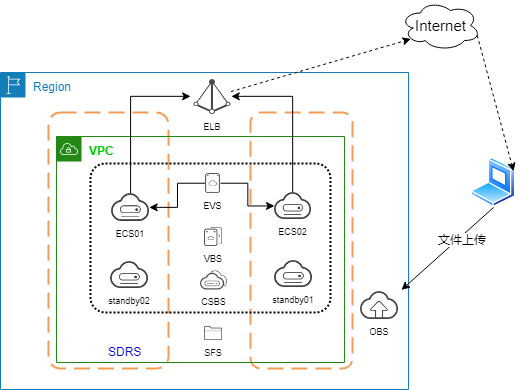 Internet
Region
ELB
VPC
EVS
ECS01
ECS02
VBS
standby02
CSBS
standby01
SDRS
SFS
OBS
文件上传